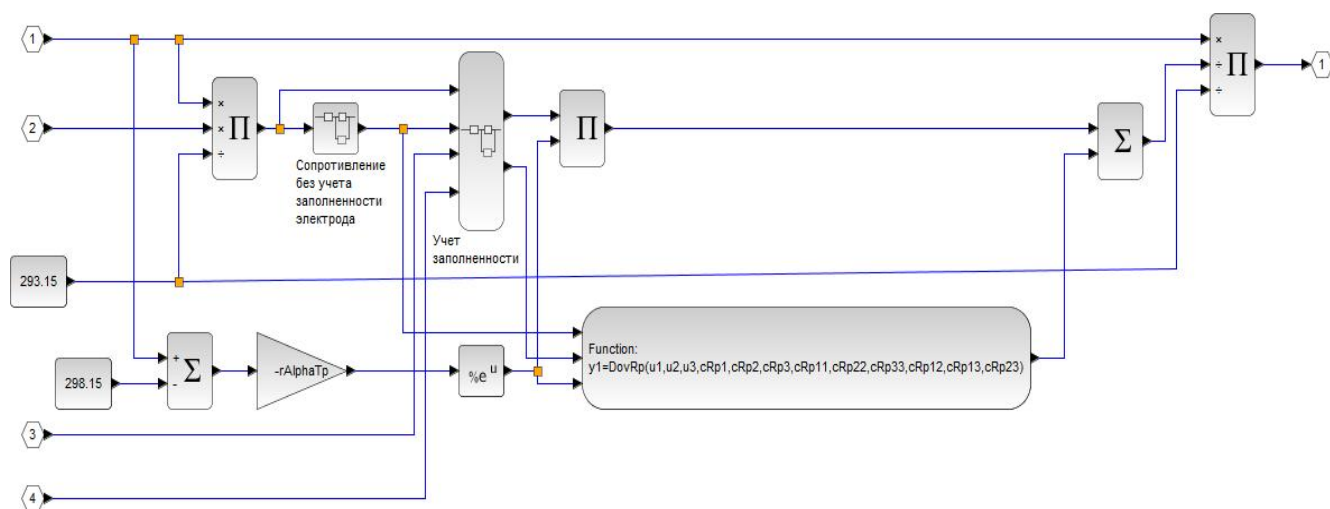 1
2
×
×
÷
∏
Сопротивление
без учета
заполненности
электрода
Учет
заполненности
∏
Σ
×
÷
÷
∏
1
293.15
298.15
+
-
Σ
-rAlphaTp
%e u
Function:
y1=DovRp(u1,u2,u3,cRp1,cRp2,cRp3,cRp11,cRp22,cRp33,cRp12,cRp13,cRp23)
3
4